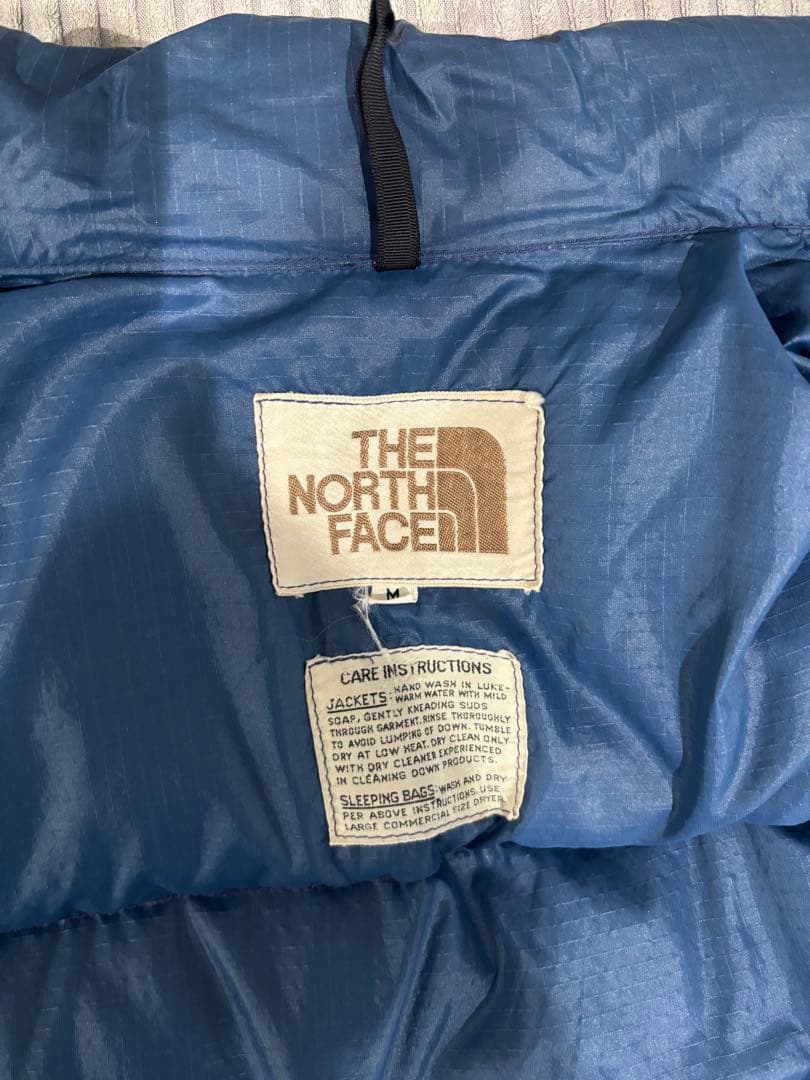 THE
NORTH
FACE
M
CARE INSTRUCTIONS
JACKETS: HAND WASH IN LUKE-
WARM WATER WITH MILD
SOAP, GENTLY KNEADING SUDS
THROUGH GARMENT. RINSE THOROUGHLY
TO AVOID LUMPING OF DOWN. TUMBLE
DRY AT LOW HEAT. DRY CLEAN ONLY
WITH DRY CLEANER EXPERIENCED
IN CLEANING DOWN PRODUCTS.
SLEEPING BAGS: WASH AND DRY
PER ABOVE INSTRUCTIONS, USE
LARGE COMMERCIAL SIZE DRYER